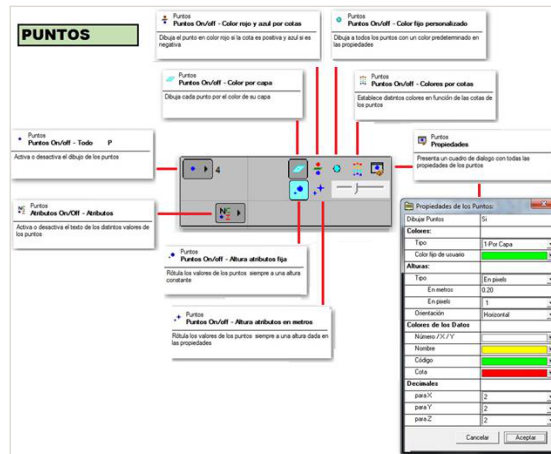 PUNTOS
Puntos
Puntos On/off - Color rojo y azul por cotas
Dibuja el punto en color rojo si la cota es positiva y azul si es
negativa
Puntos
Puntos On/off - Color fijo personalizado
Dibuja a todos los puntos con un color predeterminado en
las propiedades
Puntos
Puntos On/off - Color por capa
Dibuja cada punto por el color de su capa
Puntos
Puntos On/off - Colores por cotas
Establece distintos colores en función de las cotas de
los puntos
Puntos
Puntos On/off - Todo P
Activa o desactiva el dibujo de los puntos
Puntos
Propiedades
Presenta un cuadro de dialogo con todas las
propiedades de los puntos
4
Puntos
Atributos On/Off - Atributos
Activa o desactiva el texto de los distintos valores de
los puntos
Puntos
Puntos On/off - Altura atributos fija
Rótula los valores de los puntos siempre a una altura
constante
Puntos
Puntos On/off - Altura atributos en metros
Rótula los valores de los puntos siempre a una altura dada en
las propiedades
Propiedades de los Puntos:
Dibujar Puntos Si
Colores:
Tipo 1-Por Capa
Color fijo de usuario
Alturas:
Tipo En pixels
En metros 0.20
En pixels 1
Orientación Horizontal
Colores de los Datos
Número / X / Y
Nombre
Código
Cota
Decimales
para X 2
para Y 2
para Z 2
Cancelar Aceptar